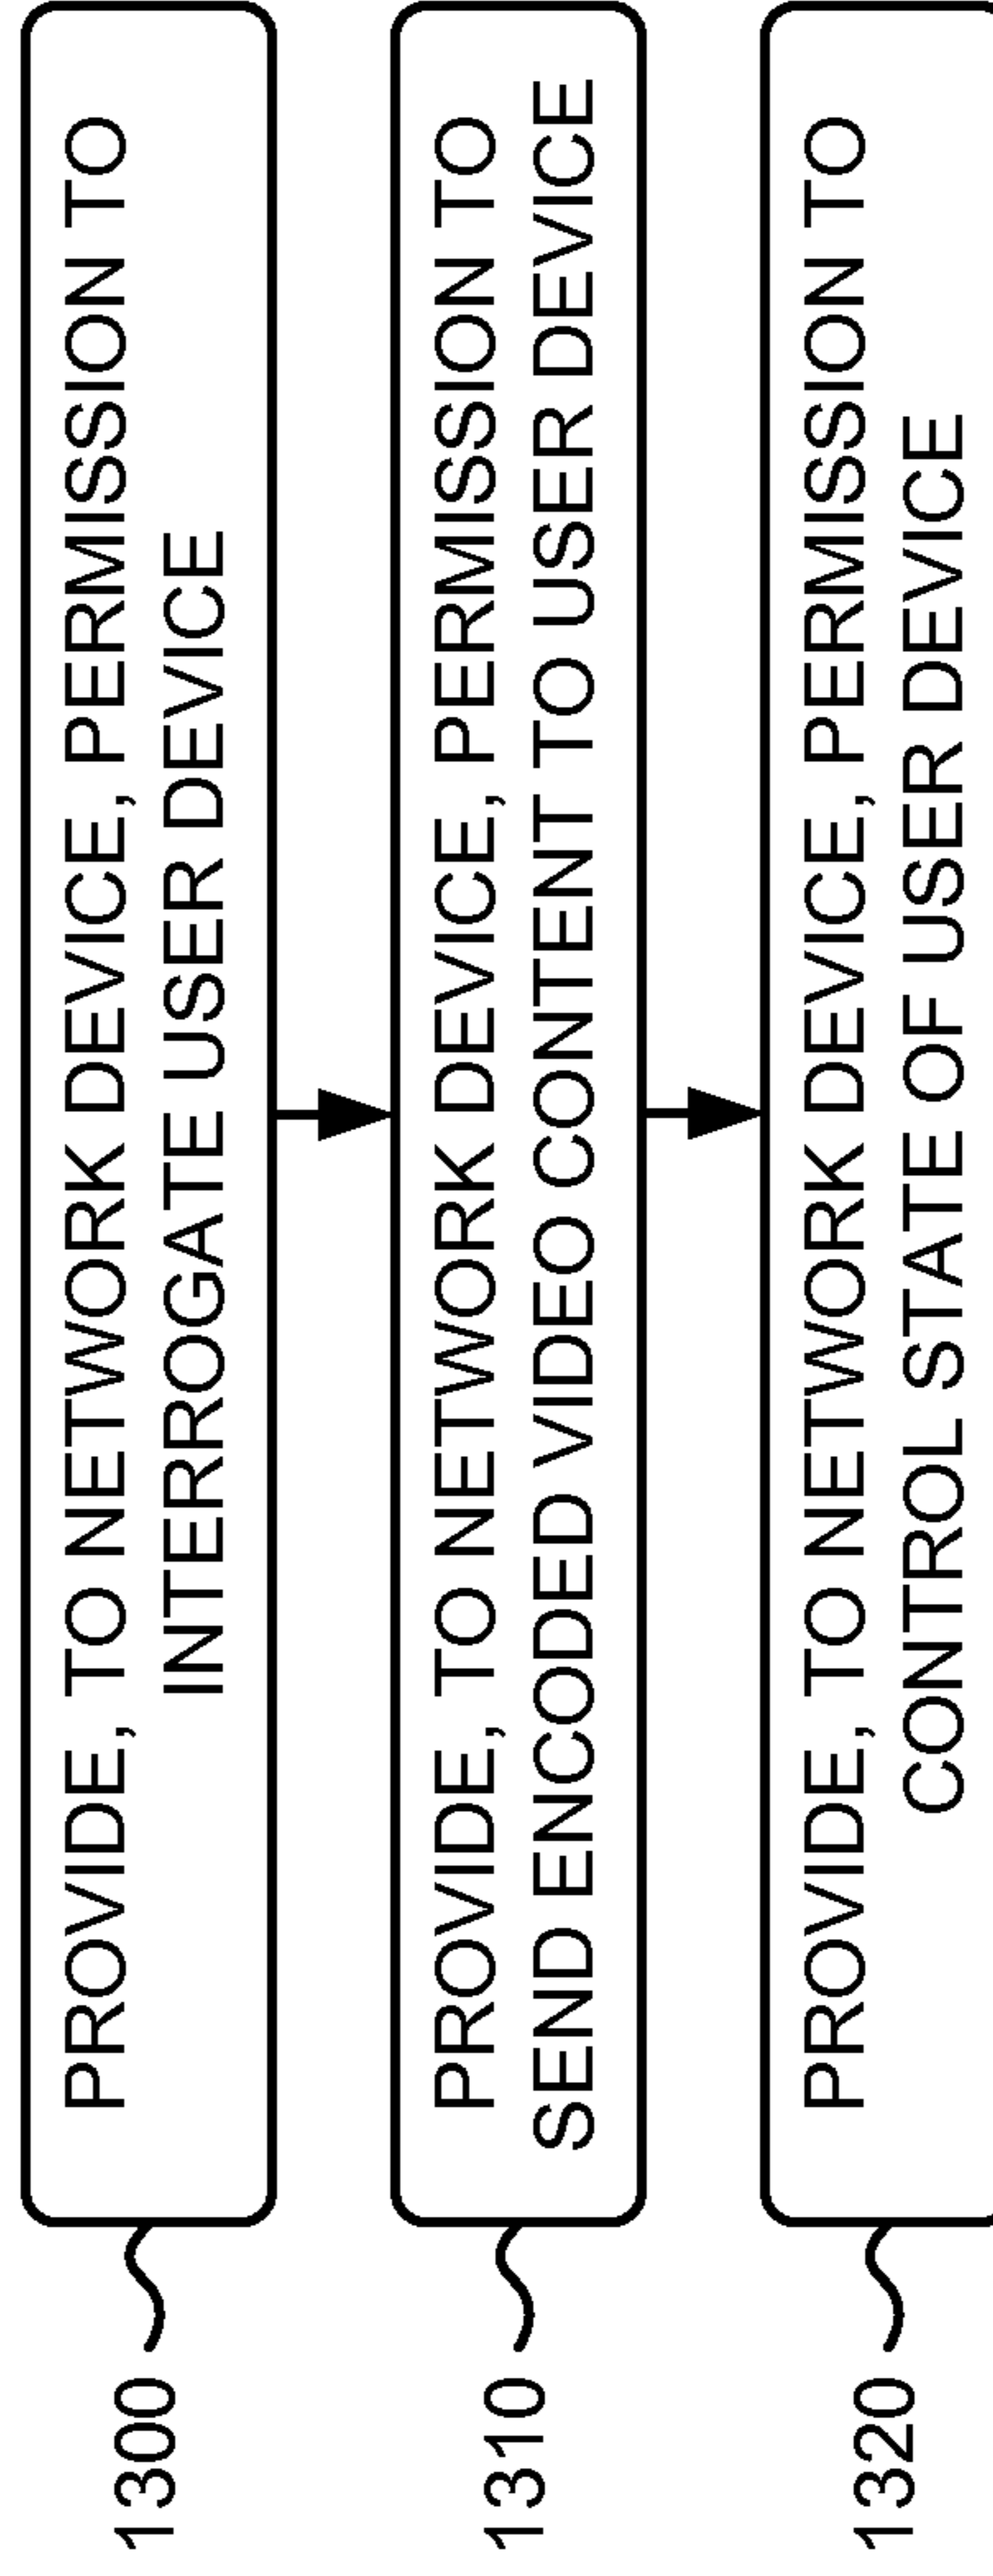 1300
PROVIDE, TO NETWORK DEVICE, PERMISSION TO
INTERROGATE USER DEVICE
1310
PROVIDE, TO NETWORK DEVICE, PERMISSION TO
SEND ENCODED VIDEO CONTENT TO USER DEVICE
1320
PROVIDE, TO NETWORK DEVICE, PERMISSION TO
CONTROL STATE OF USER DEVICE